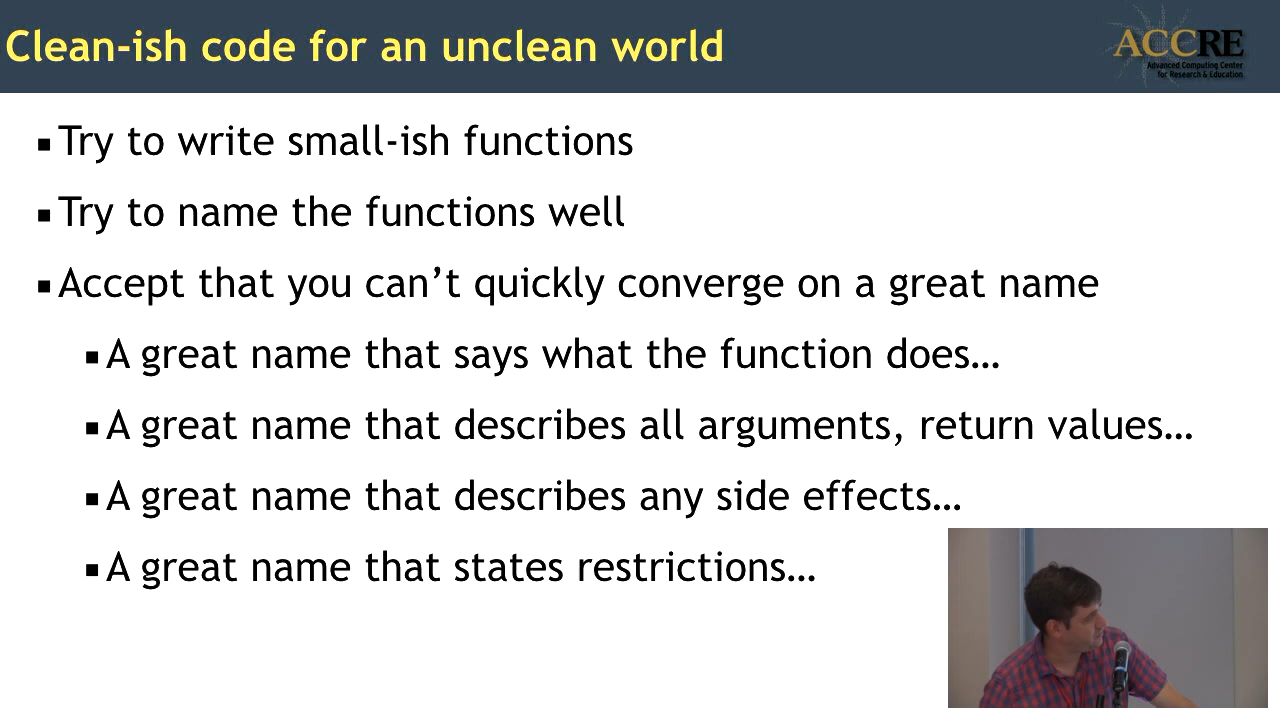 Clean-ish code for an unclean world
ACCRE
Advanced Computing Center
for Research & Education
Try to write small-ish functions
Try to name the functions well
Accept that you can’t quickly converge on a great name
A great name that says what the function does…
A great name that describes all arguments, return values…
A great name that describes any side effects…
A great name that states restrictions…